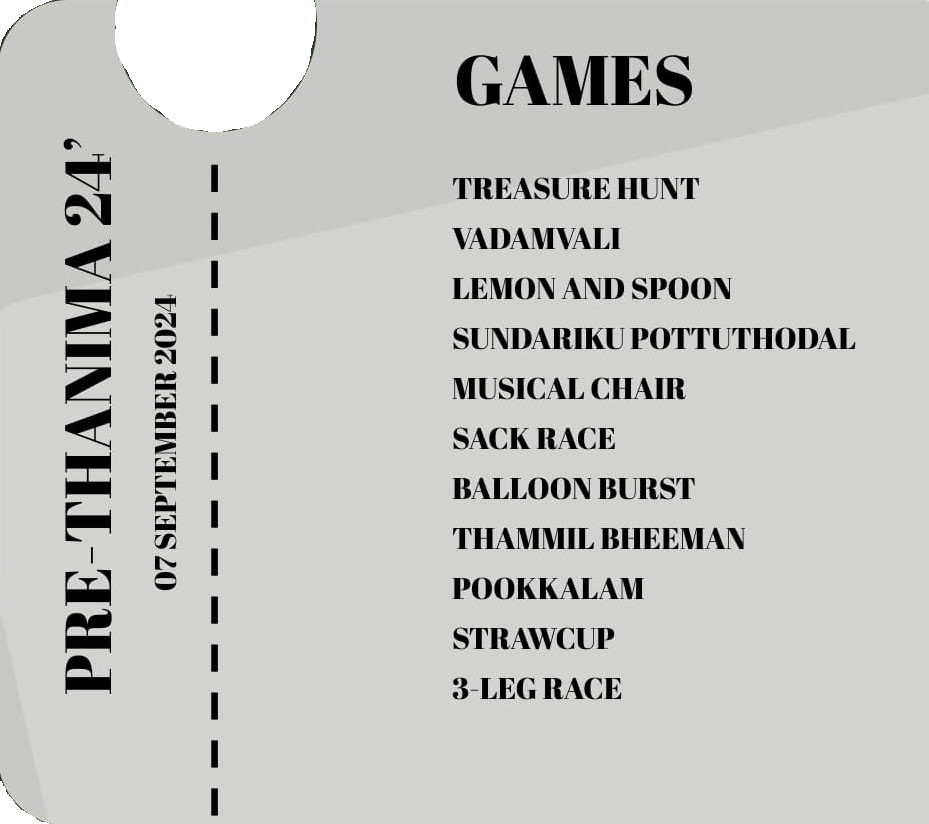 PRE-THANIMA 24’
07 SEPTEMBER 2024
GAMES
TREASURE HUNT
VADAMVALI
LEMON AND SPOON
SUNDARIKU POTTUTHODAL
MUSICAL CHAIR
SACK RACE
BALLOON BURST
THAMMIL BHEEMAN
POOKKALAM
STRAWCUP
3-LEG RACE